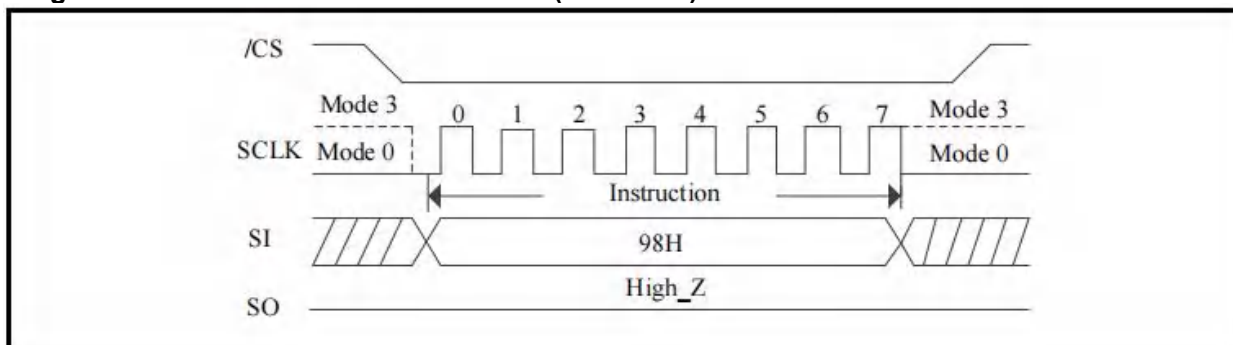 /CS
Mode 3 0 1 2 3 4 5 6 7 Mode 3
SCLK Mode 0 Mode 0
Instruction
SI 98H
High_Z
SO